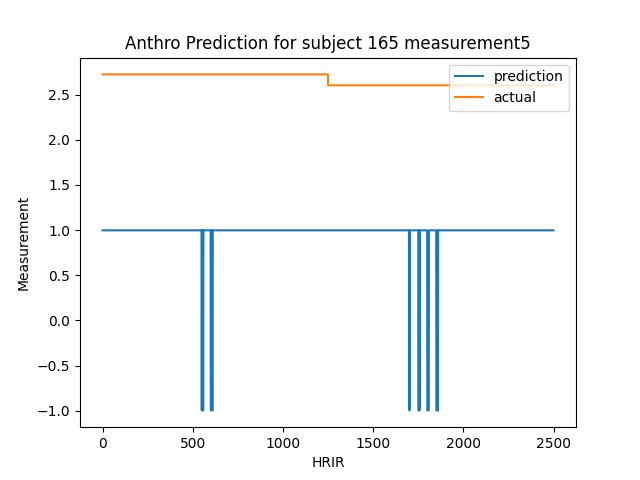 Anthro Prediction for subject 165 measurement5
prediction
actual
Measurement
2.5
2.0
1.5
1.0
0.5
0.0
−0.5
−1.0
0 500 1000 1500 2000 2500
HRIR